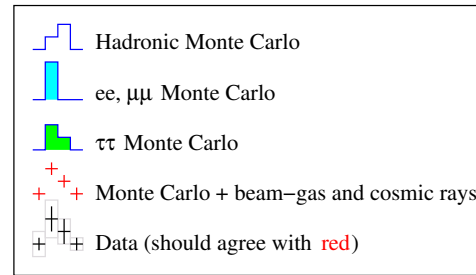 Hadronic Monte Carlo
ee, μμ Monte Carlo
ττ Monte Carlo
Monte Carlo + beam−gas and cosmic rays
Data (should agree with red)